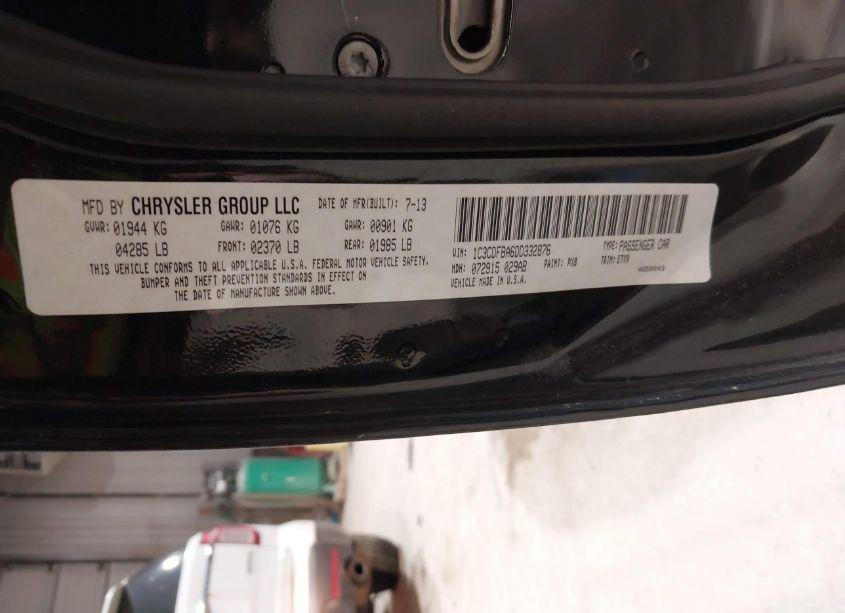 MFD BY CHRYSLER GROUP LLC DATE OF MFR(BUILT): 7-13
GVWR: 01944 KG GAWR: 01076 KG GAWR: 00901 KG
04285 LB FRONT: 02370 LB REAR: 01985 LB
THIS VEHICLE CONFORMS TO ALL APPLICABLE U.S.A. FEDERAL MOTOR VEHICLE SAFETY,
BUMPER AND THEFT PREVENTION STANDARDS IN EFFECT ON
THE DATE OF MANUFACTURE SHOWN ABOVE.
VIN: 1C3CDFBA6DD332876 TYPE: PASSENGER CAR
MDH: 072915 029AB PAINT: PX8 TRIM: E7X9
VEHICLE MADE IN U.S.A.